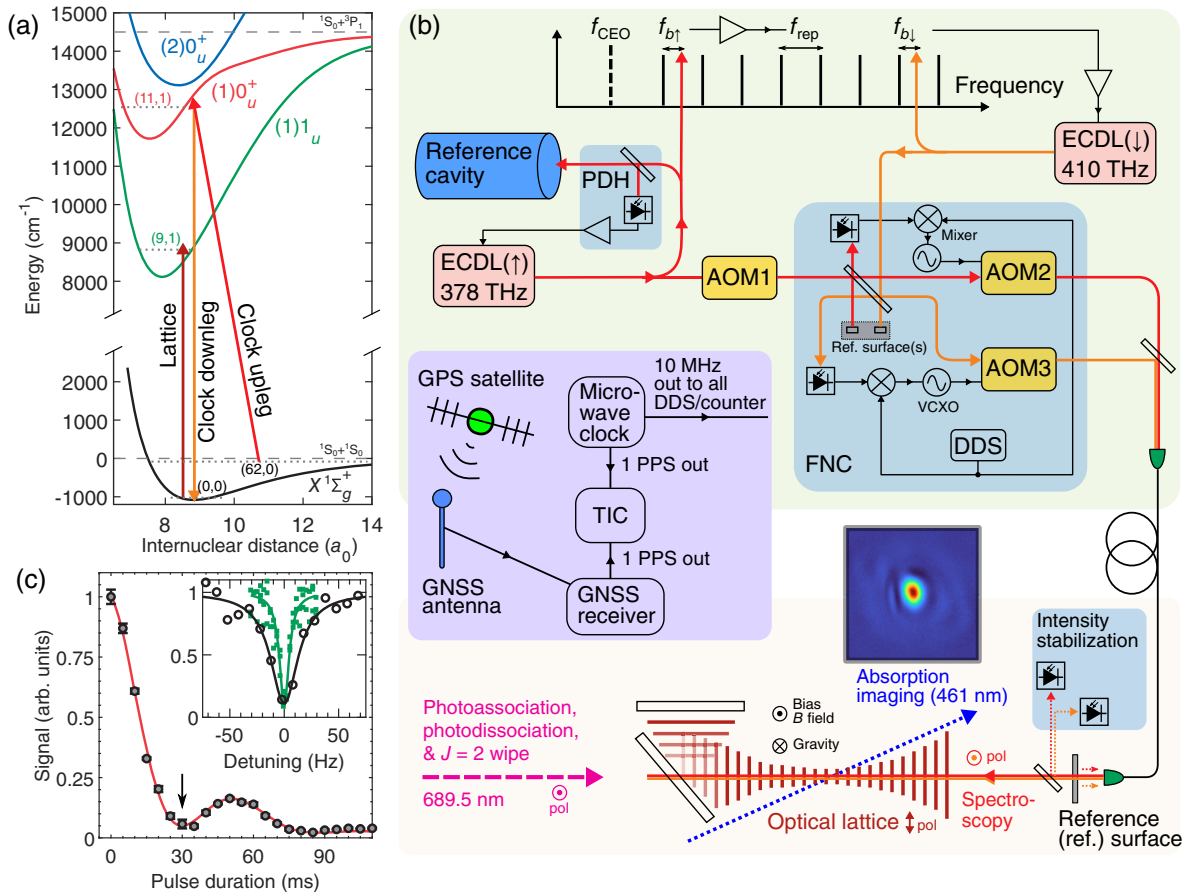 (a)
15000
14000
13000
12000
11000
10000
9000
8000
2000
1000
0
-1000
Energy (cm⁻¹)
¹S₀+³P₁
(2)0ᵤ⁺
(11,1)
(1)0ᵤ⁺
(1)1ᵤ
(9,1)
Lattice
Clock downleg
Clock upleg
¹S₀+¹S₀
(62,0)
(0,0)
X¹Σg⁺
8
10
12
14
Internuclear distance (a₀)
(b)
f_CEO
f_b↑
f_rep
f_b↓
Frequency
Reference
cavity
PDH
ECDL(↓)
410 THz
ECDL(↑)
378 THz
AOM1
Mixer
AOM2
Ref. surface(s)
AOM3
VCXO
DDS
FNC
GPS satellite
Micro-
wave
clock
10 MHz
out to all
DDS/counter
1 PPS out
TIC
1 PPS out
GNSS
antenna
GNSS
receiver
Absorption
imaging (461 nm)
Intensity
stabilization
Photoassociation,
photodissociation,
& J = 2 wipe
689.5 nm
pol
Bias
B field
Gravity
pol
Spectro-
scopy
Optical lattice
pol
Reference
(ref.) surface
(c)
1
0.75
0.5
0.25
0
Signal (arb. units)
0
30
60
90
Pulse duration (ms)
1
0.5
0
-50
0
50
Detuning (Hz)